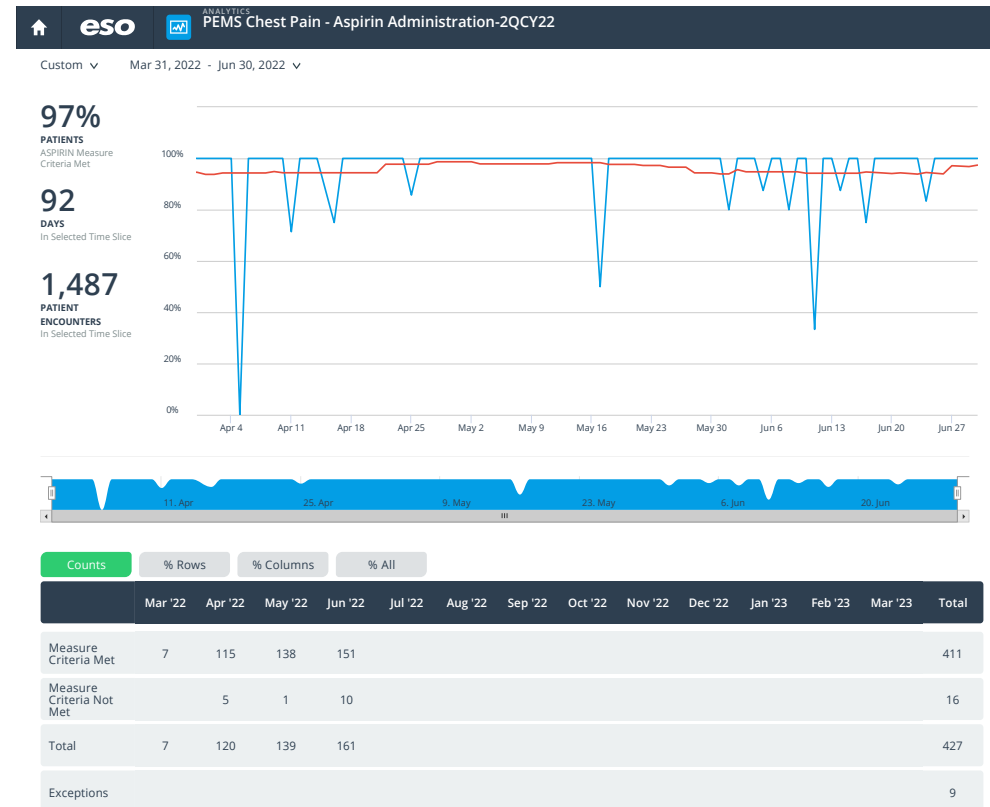 ANALYTICS
eso PEMS Chest Pain - Aspirin Administration-2QCY22
Custom Mar 31, 2022 - Jun 30, 2022
97%
PATIENTS
ASPIRIN Measure
Criteria Met
92
DAYS
In Selected Time Slice
1,487
PATIENT
ENCOUNTERS
In Selected Time Slice
100%
80%
60%
40%
20%
0%
Apr 4 Apr 11 Apr 18 Apr 25 May 2 May 9 May 16 May 23 May 30 Jun 6 Jun 13 Jun 20 Jun 27
11. Apr 25. Apr 9. May 23. May 6. Jun 20. Jun
Counts % Rows % Columns % All
Mar '22 Apr '22 May '22 Jun '22 Jul '22 Aug '22 Sep '22 Oct '22 Nov '22 Dec '22 Jan '23 Feb '23 Mar '23 Total
Measure
Criteria Met 7 115 138 151 411
Measure
Criteria Not 5 1 10 16
Met
Total 7 120 139 161 427
Exceptions 9